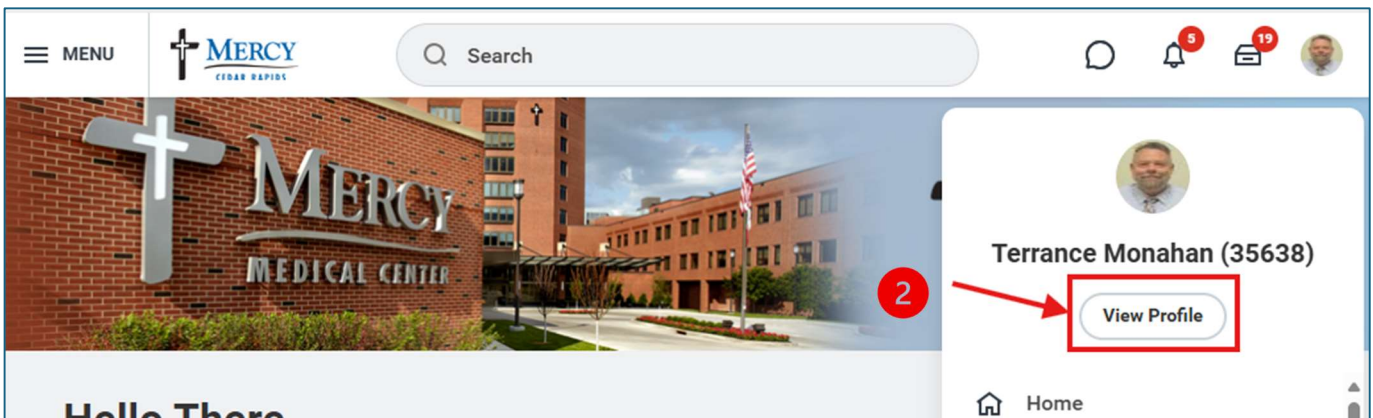 MENU
MERCY
CEDAR RAPIDS
Search
5
19
MERCY
MEDICAL CENTER
Terrance Monahan (35638)
2
View Profile
Home
Hello There